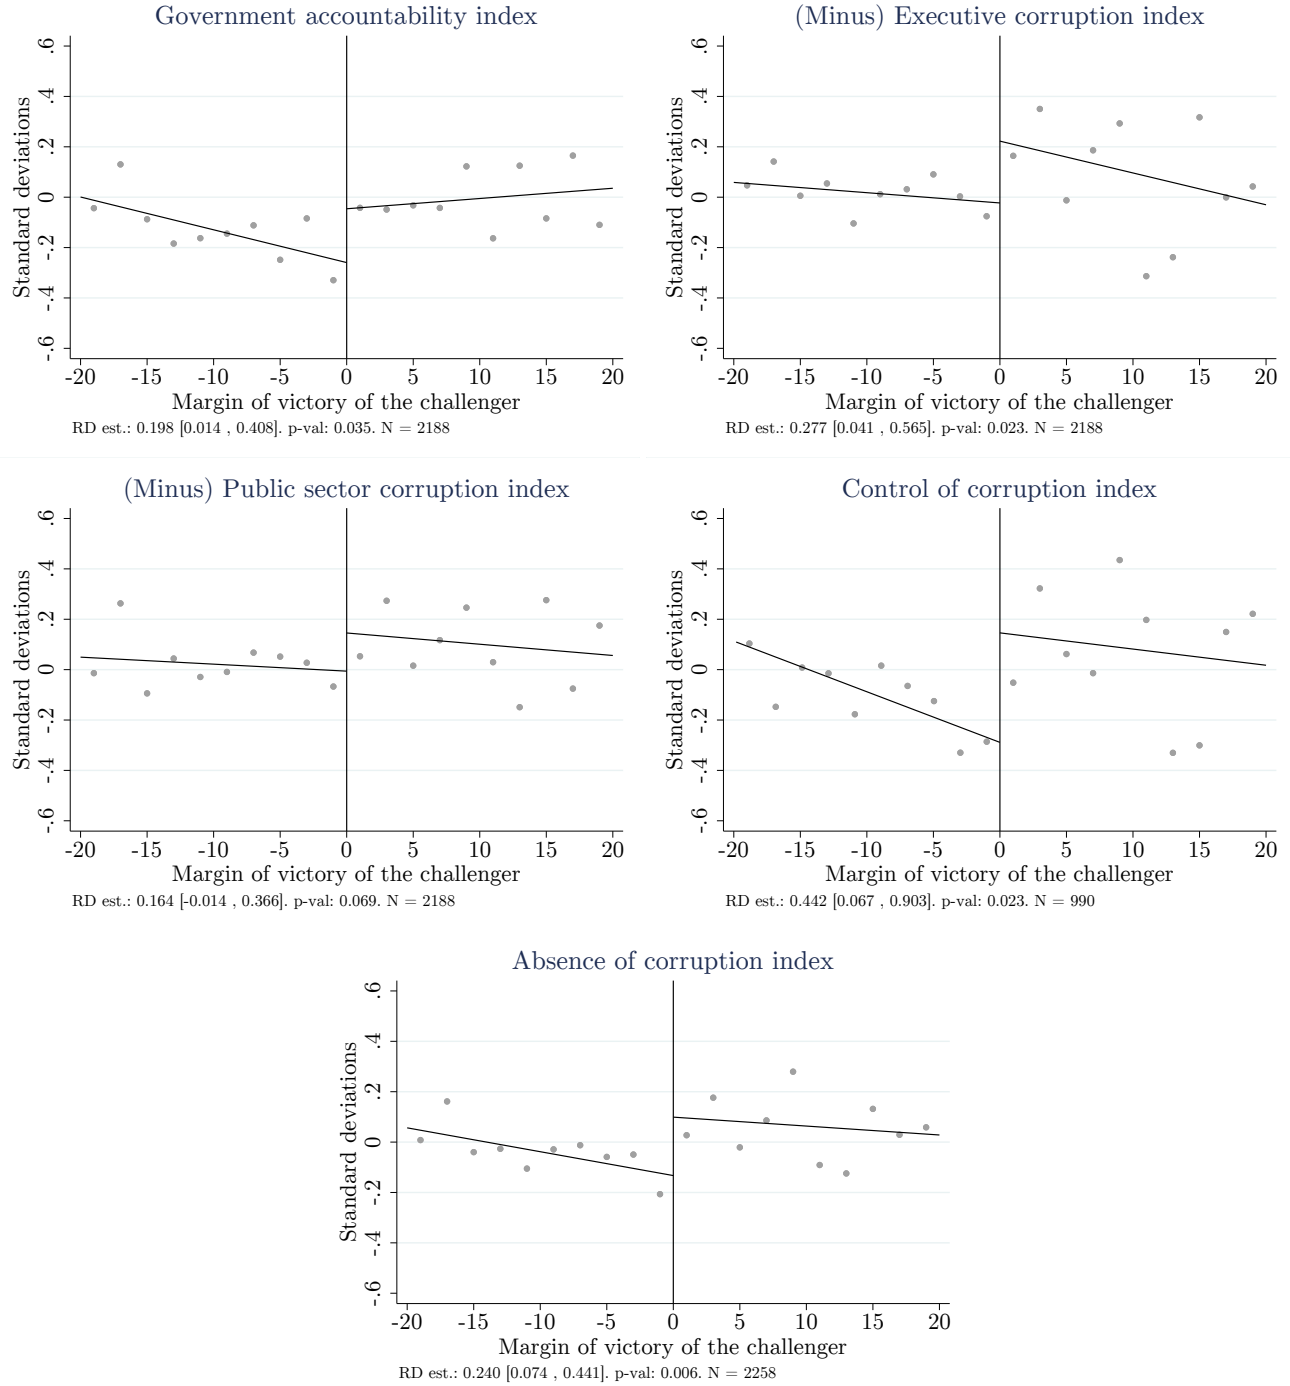 Government accountability index
.6
.4
.2
0
-.2
-.4
-.6
Standard deviations
-20 -15 -10 -5 0 5 10 15 20
Margin of victory of the challenger
RD est.: 0.198 [0.014 , 0.408]. p-val: 0.035. N = 2188
(Minus) Executive corruption index
.6
.4
.2
0
-.2
-.4
-.6
Standard deviations
-20 -15 -10 -5 0 5 10 15 20
Margin of victory of the challenger
RD est.: 0.277 [0.041 , 0.565]. p-val: 0.023. N = 2188
(Minus) Public sector corruption index
.6
.4
.2
0
-.2
-.4
-.6
Standard deviations
-20 -15 -10 -5 0 5 10 15 20
Margin of victory of the challenger
RD est.: 0.164 [-0.014 , 0.366]. p-val: 0.069. N = 2188
Control of corruption index
.6
.4
.2
0
-.2
-.4
-.6
Standard deviations
-20 -15 -10 -5 0 5 10 15 20
Margin of victory of the challenger
RD est.: 0.442 [0.067 , 0.903]. p-val: 0.023. N = 990
Absence of corruption index
.6
.4
.2
0
-.2
-.4
-.6
Standard deviations
-20 -15 -10 -5 0 5 10 15 20
Margin of victory of the challenger
RD est.: 0.240 [0.074 , 0.441]. p-val: 0.006. N = 2258